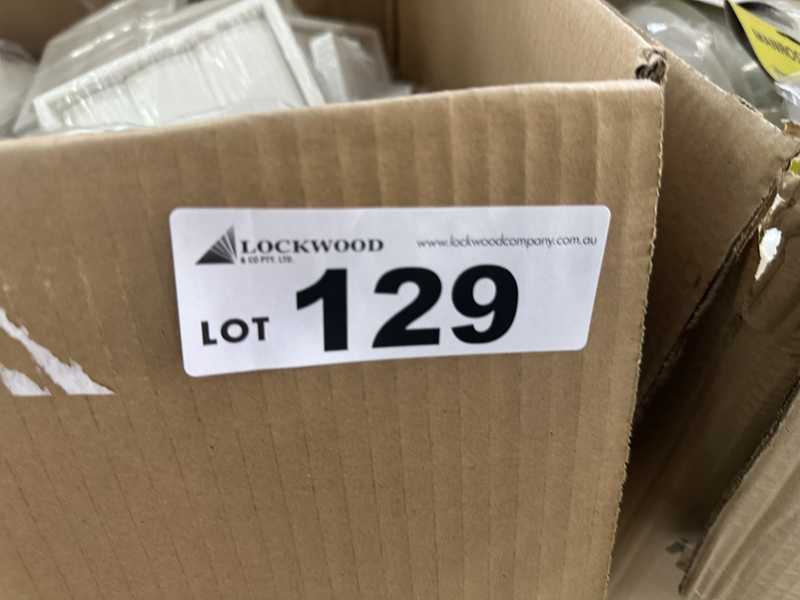 LOCKWOOD
& CO PTY. LTD.
www.lockwoodcompany.com.au
LOT 129